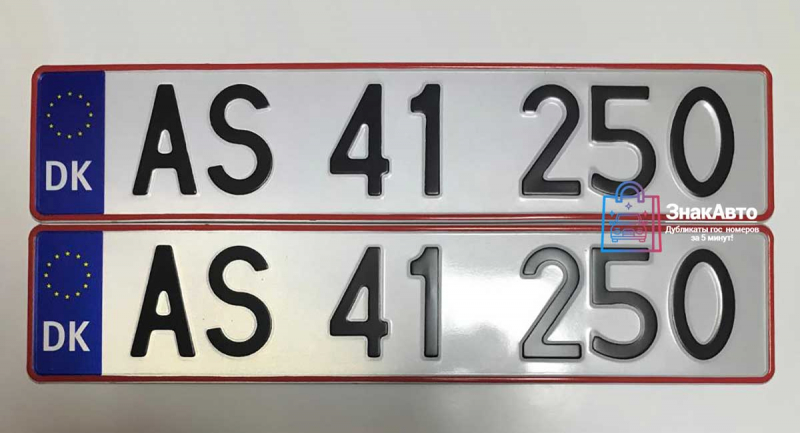 DK AS 41 250
ЗнакАвто
Дубликаты гос номеров
за 5 минут!
DK AS 41 250